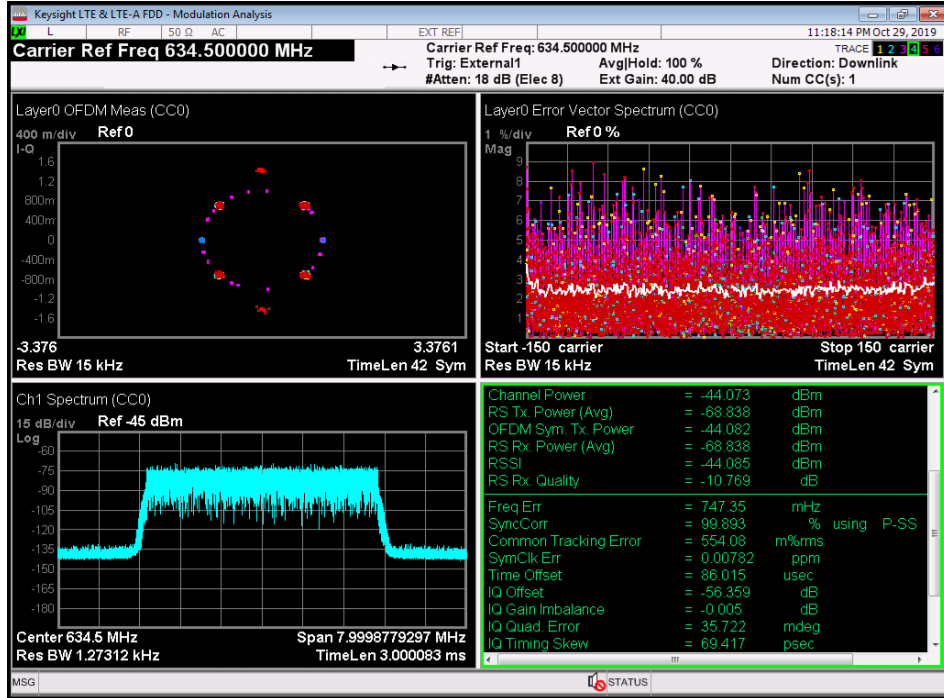 Keysight LTE & LTE-A FDD - Modulation Analysis
LXI L RF 50 Ω AC EXT REF 11:18:14 PM Oct 29, 2019
Carrier Ref Freq 634.500000 MHz
Carrier Ref Freq: 634.500000 MHz TRACE 1 2 3 4 5 6
Trig: External1 Avg|Hold: 100 % Direction: Downlink
#Atten: 18 dB (Elec 8) Ext Gain: 40.00 dB Num CC(s): 1
Layer0 OFDM Meas (CC0)
400 m/div Ref 0
I-Q
1.6
1.2
800m
400m
0
-400m
-800m
-1.2
-1.6
-3.376 3.3761
Res BW 15 kHz TimeLen 42 Sym
Layer0 Error Vector Spectrum (CC0)
1 %/div Ref 0 %
Mag
9
8
7
6
5
4
3
2
1
Start -150 carrier Stop 150 carrier
Res BW 15 kHz TimeLen 42 Sym
Ch1 Spectrum (CC0)
15 dB/div Ref -45 dBm
Log
-60
-75
-90
-105
-120
-135
-150
-165
-180
Center 634.5 MHz Span 7.9998779297 MHz
Res BW 1.27312 kHz TimeLen 3.000083 ms
Channel Power = -44.073 dBm
RS Tx. Power (Avg) = -68.838 dBm
OFDM Sym. Tx. Power = -44.082 dBm
RS Rx. Power (Avg) = -68.838 dBm
RSSI = -44.085 dBm
RS Rx. Quality = -10.769 dB
Freq Err = 747.35 mHz
SyncCorr = 99.893 % using P-SS
Common Tracking Error = 554.08 m%rms
SymClk Err = 0.00782 ppm
Time Offset = 86.015 usec
IQ Offset = -56.359 dB
IQ Gain Imbalance = -0.005 dB
IQ Quad. Error = 35.722 mdeg
IQ Timing Skew = 69.417 psec
MSG STATUS